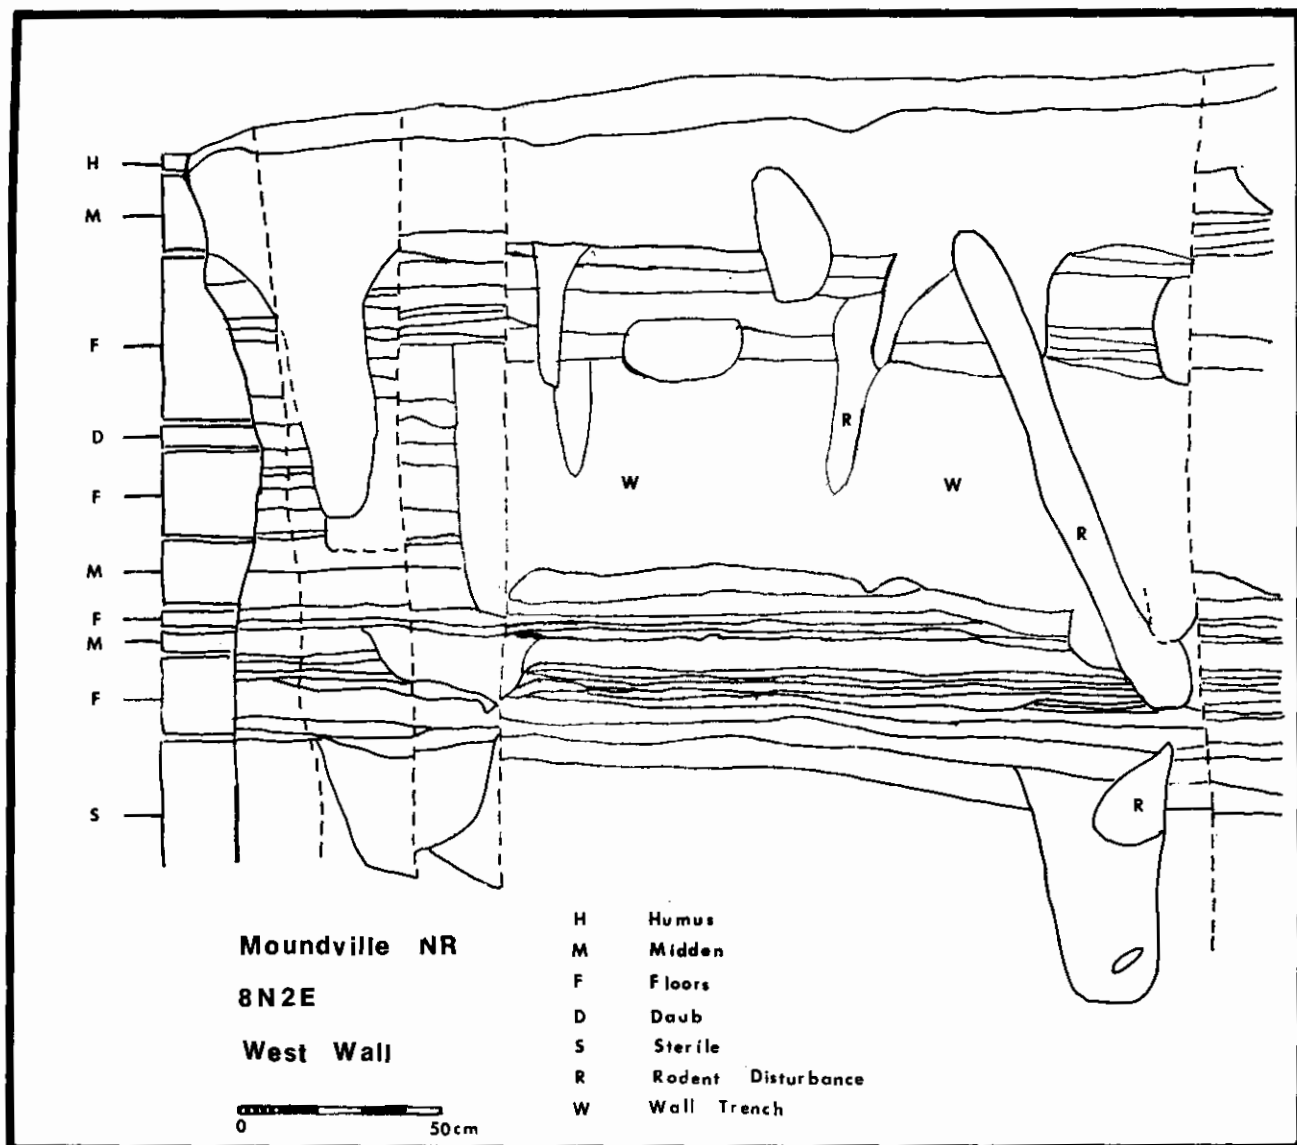 H
M
F
D
F
M
F
M
F
S
W
R
W
R
R
Moundville NR
8N2E
West Wall
0 50cm
H Humus
M Midden
F Floors
D Daub
S Sterile
R Rodent Disturbance
W Wall Trench